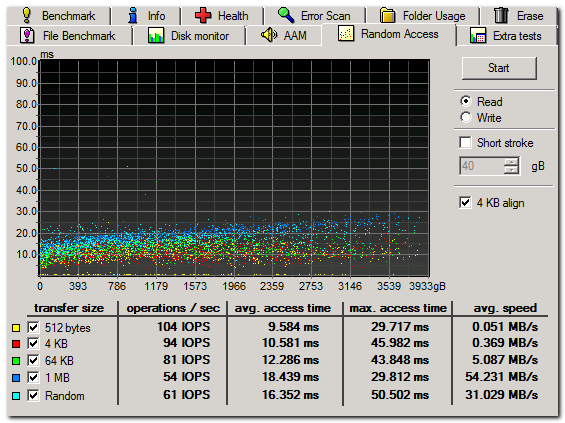 Benchmark Info Health Error Scan Folder Usage Erase
File Benchmark Disk monitor AAM Random Access Extra tests
ms
100.0
90.0
80.0
70.0
60.0
50.0
40.0
30.0
20.0
10.0
0 393 786 1179 1573 1966 2359 2753 3146 3539 3933gB
Start
Read
Write
Short stroke
40 gB
4 KB align
transfer size operations / sec avg. access time max. access time avg. speed
512 bytes 104 IOPS 9.584 ms 29.717 ms 0.051 MB/s
4 KB 94 IOPS 10.581 ms 45.982 ms 0.369 MB/s
64 KB 81 IOPS 12.286 ms 43.848 ms 5.087 MB/s
1 MB 54 IOPS 18.439 ms 29.812 ms 54.231 MB/s
Random 61 IOPS 16.352 ms 50.502 ms 31.029 MB/s